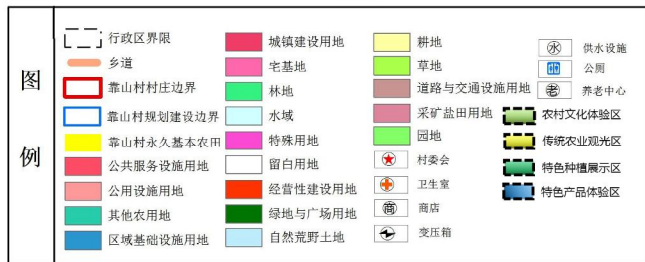 图例
行政区界限
乡道
靠山村村庄边界
靠山村规划建设边界
靠山村永久基本农田
公共服务设施用地
公用设施用地
其他农用地
区域基础设施用地
城镇建设用地
宅基地
林地
水域
特殊用地
留白用地
经营性建设用地
绿地与广场用地
自然荒野土地
耕地
草地
道路与交通设施用地
采矿盐田用地
园地
村委会
卫生室
商 商店
变压箱
水 供水设施
公厕
老 养老中心
农村文化体验区
传统农业观光区
特色种植展示区
特色产品体验区